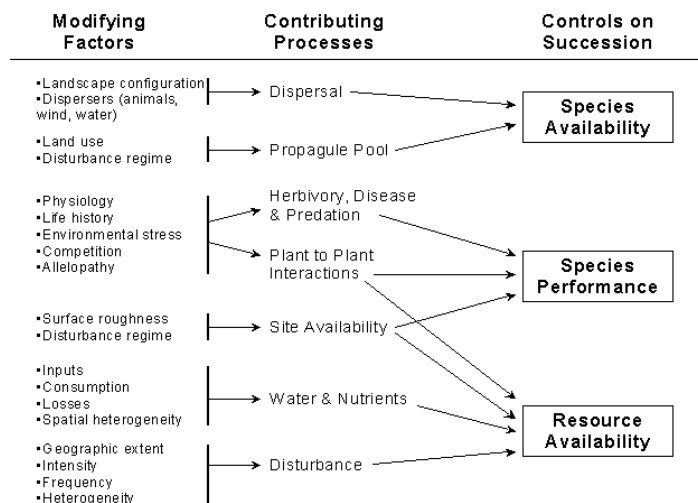 Modifying
Factors
Contributing
Processes
Controls on
Succession
▪Landscape configuration
▪Dispersers (animals,
wind, water)
Dispersal
Species
Availability
▪Land use
▪Disturbance regime
Propagule Pool
▪Physiology
▪Life history
▪Environmental stress
▪Competition
▪Allelopathy
Herbivory, Disease
& Predation
Plant to Plant
Interactions
Species
Performance
▪Surface roughness
▪Disturbance regime
Site Availability
▪Inputs
▪Consumption
▪Losses
▪Spatial heterogeneity
Water & Nutrients
Resource
Availability
▪Geographic extent
▪Intensity
▪Frequency
▪Heterogeneity
Disturbance